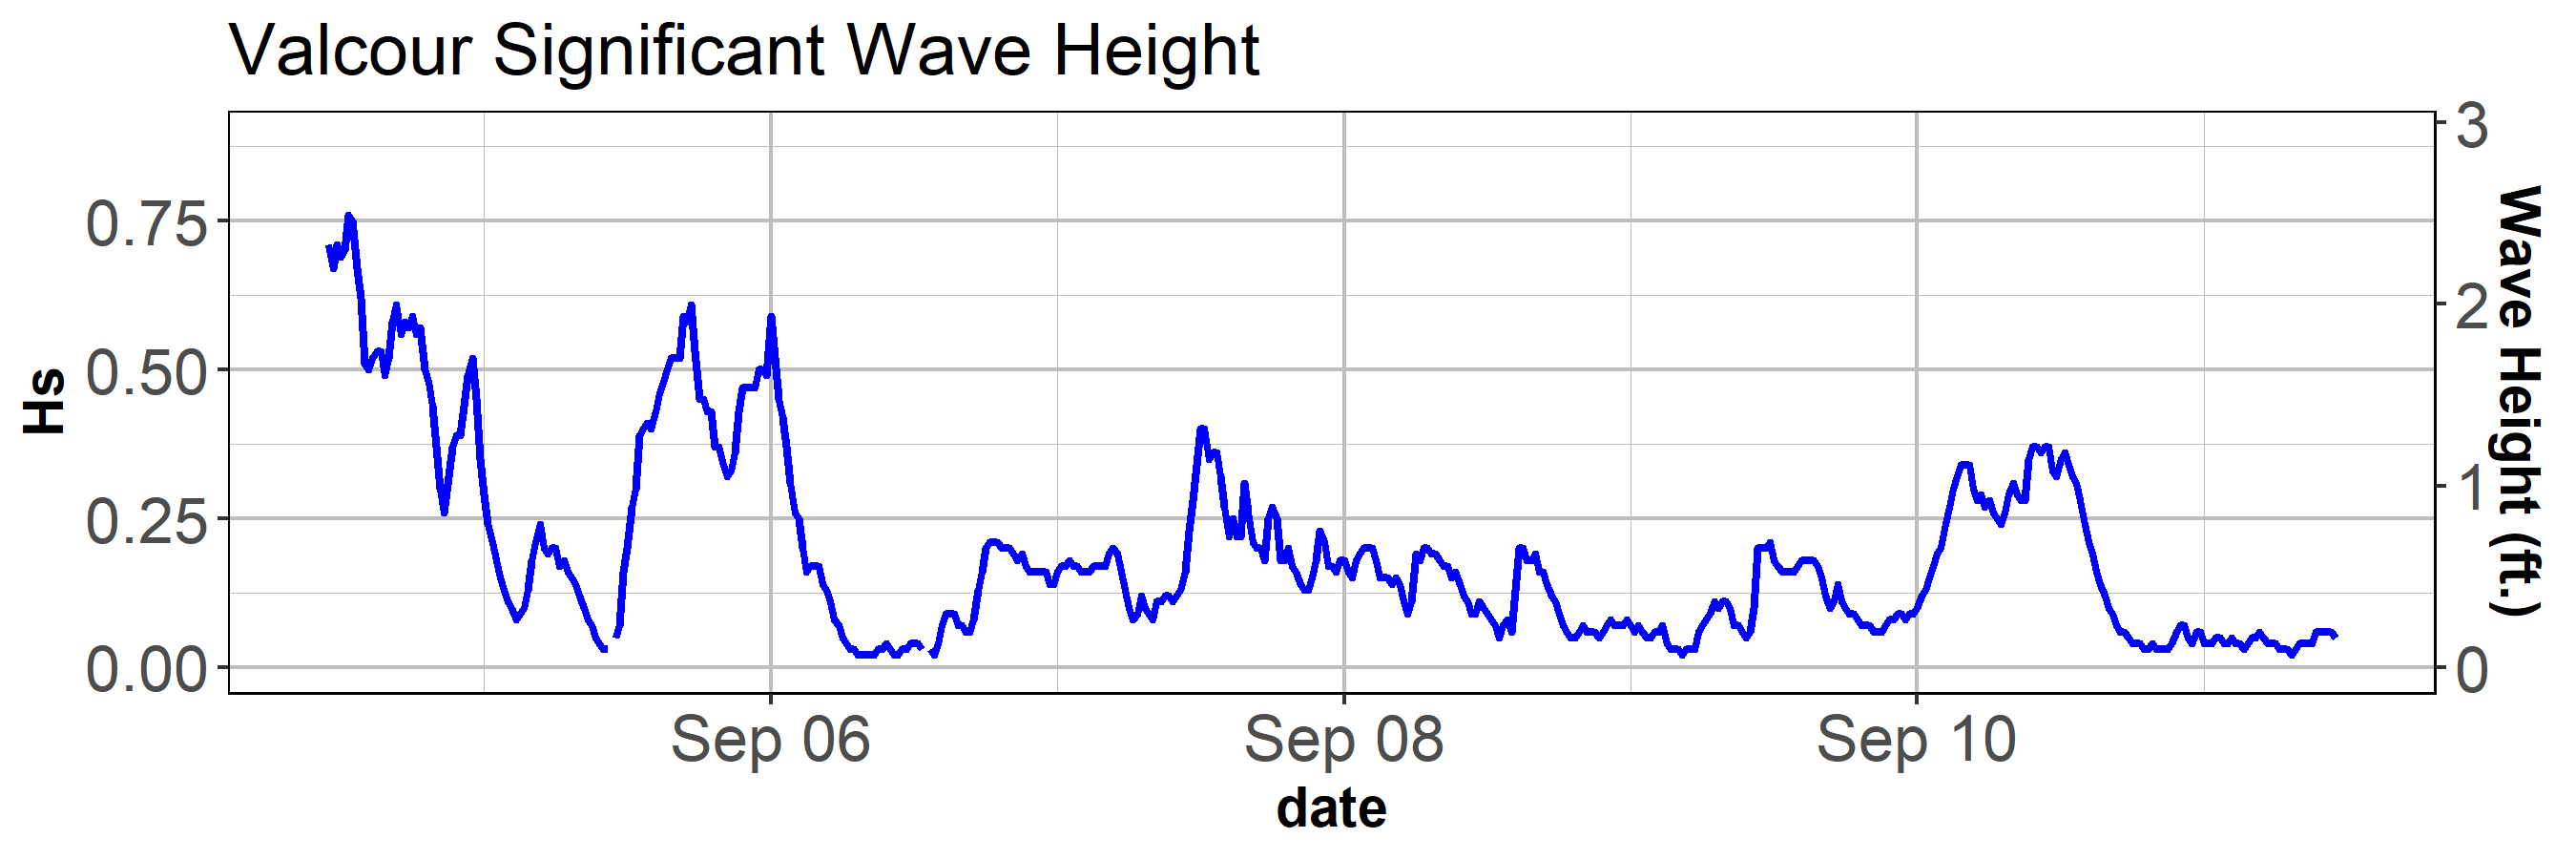 Valcour Significant Wave Height
Hs
0.75
0.50
0.25
0.00
3
2
1
0
Wave Height (ft.)
Sep 06
Sep 08
Sep 10
date